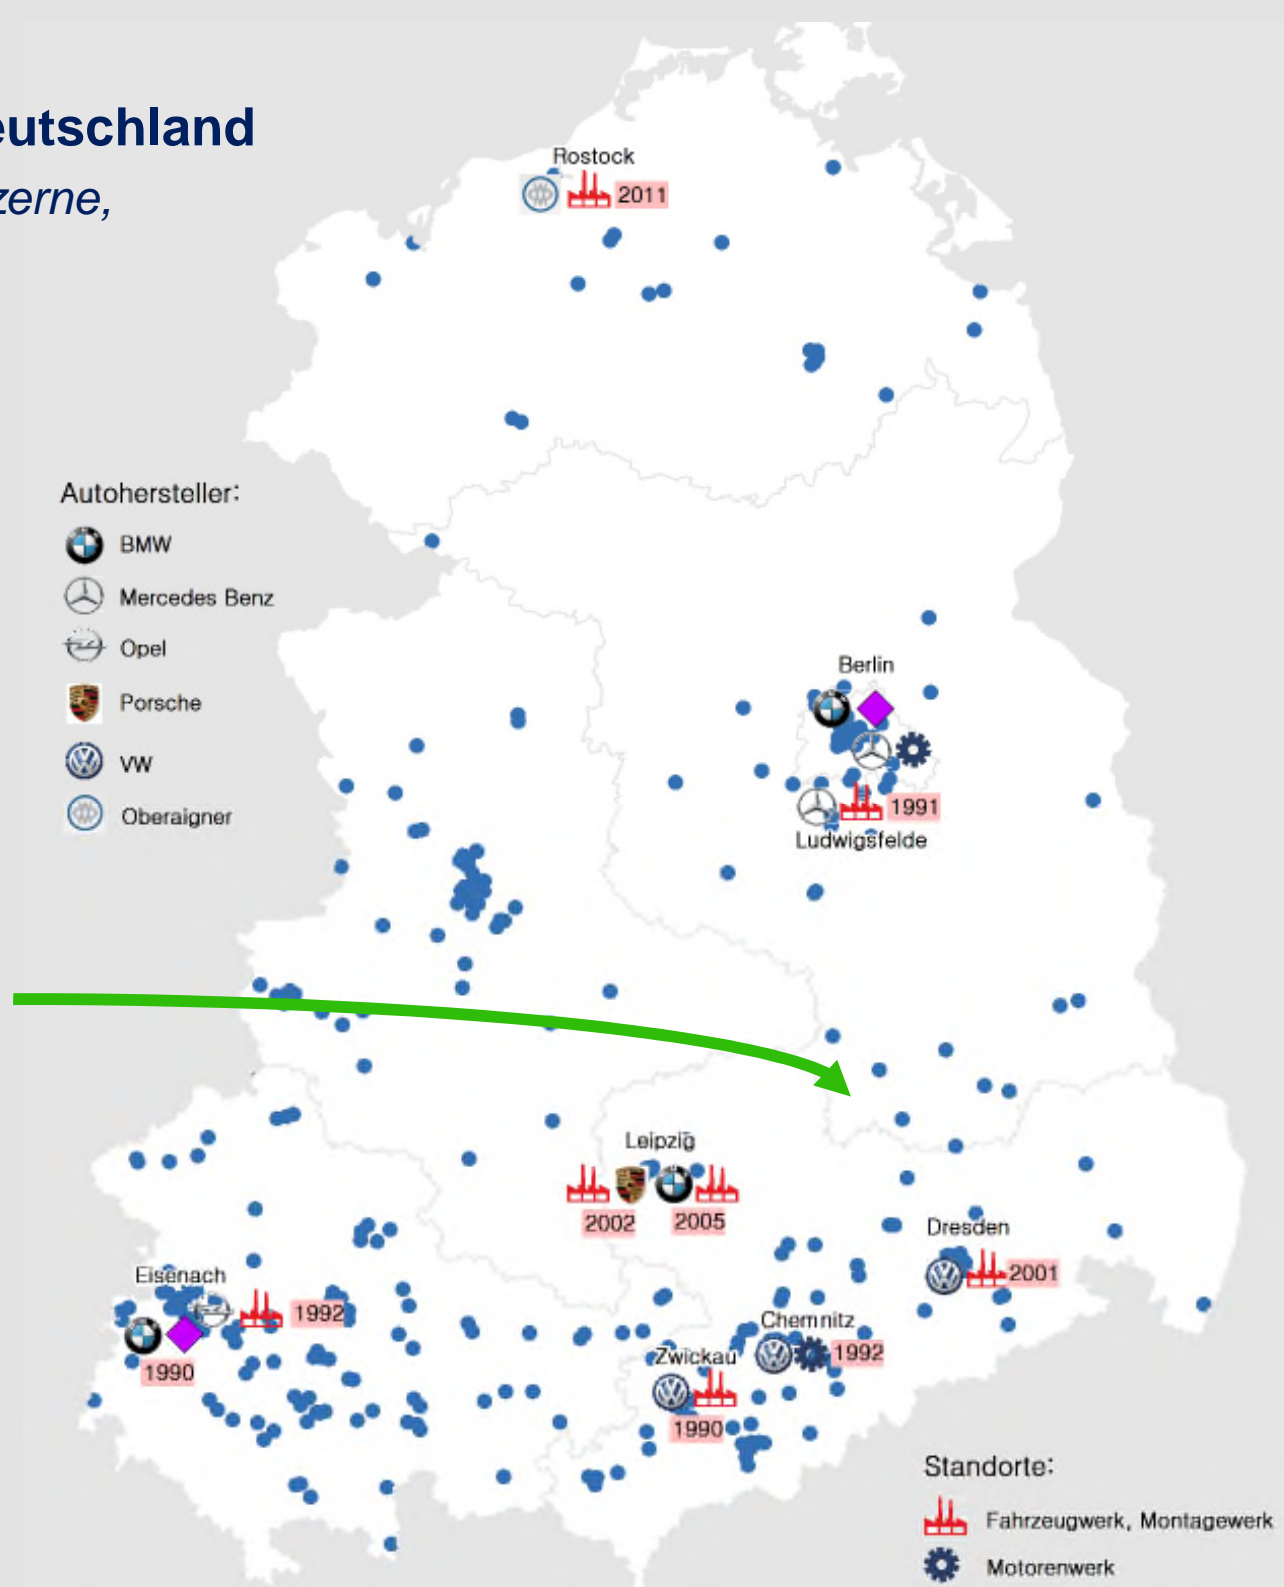 eutschland
zerne,
Rostock
2011
Autohersteller:
BMW
Mercedes Benz
Opel
Porsche
VW
Oberaigner
Berlin
1991
Ludwigsfelde
Leipzig
2002 2005
Dresden
2001
Eisenach
1992
1990
Chemnitz
1992
Zwickau
1990
Standorte:
Fahrzeugwerk, Montagewerk
Motorenwerk